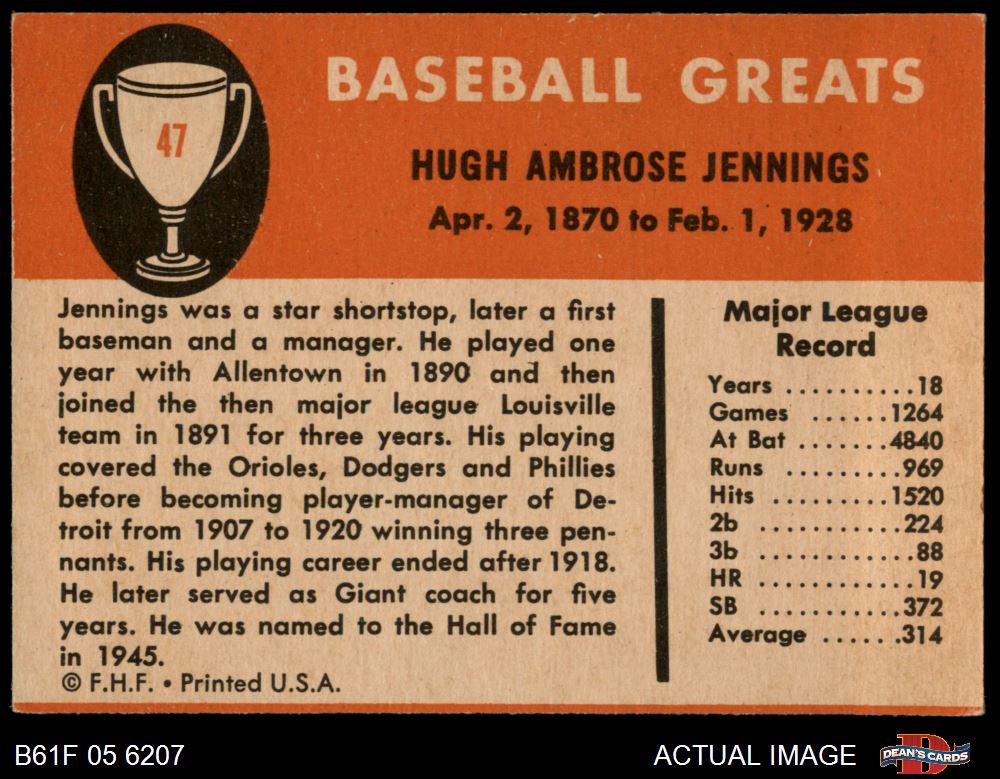 47
BASEBALL GREATS
HUGH AMBROSE JENNINGS
Apr. 2, 1870 to Feb. 1, 1928
Jennings was a star shortstop, later a first
baseman and a manager. He played one
year with Allentown in 1890 and then
joined the then major league Louisville
team in 1891 for three years. His playing
covered the Orioles, Dodgers and Phillies
before becoming player-manager of De-
troit from 1907 to 1920 winning three pen-
nants. His playing career ended after 1918.
He later served as Giant coach for five
years. He was named to the Hall of Fame
in 1945.
© F.H.F. • Printed U.S.A.
Major League
Record
Years ..........18
Games ......1264
At Bat .......4840
Runs .........969
Hits .........1520
2b ..........224
3b ...........88
HR ...........19
SB ..........372
Average ......314
B61F 05 6207
ACTUAL IMAGE
D
DEAN'S CARDS